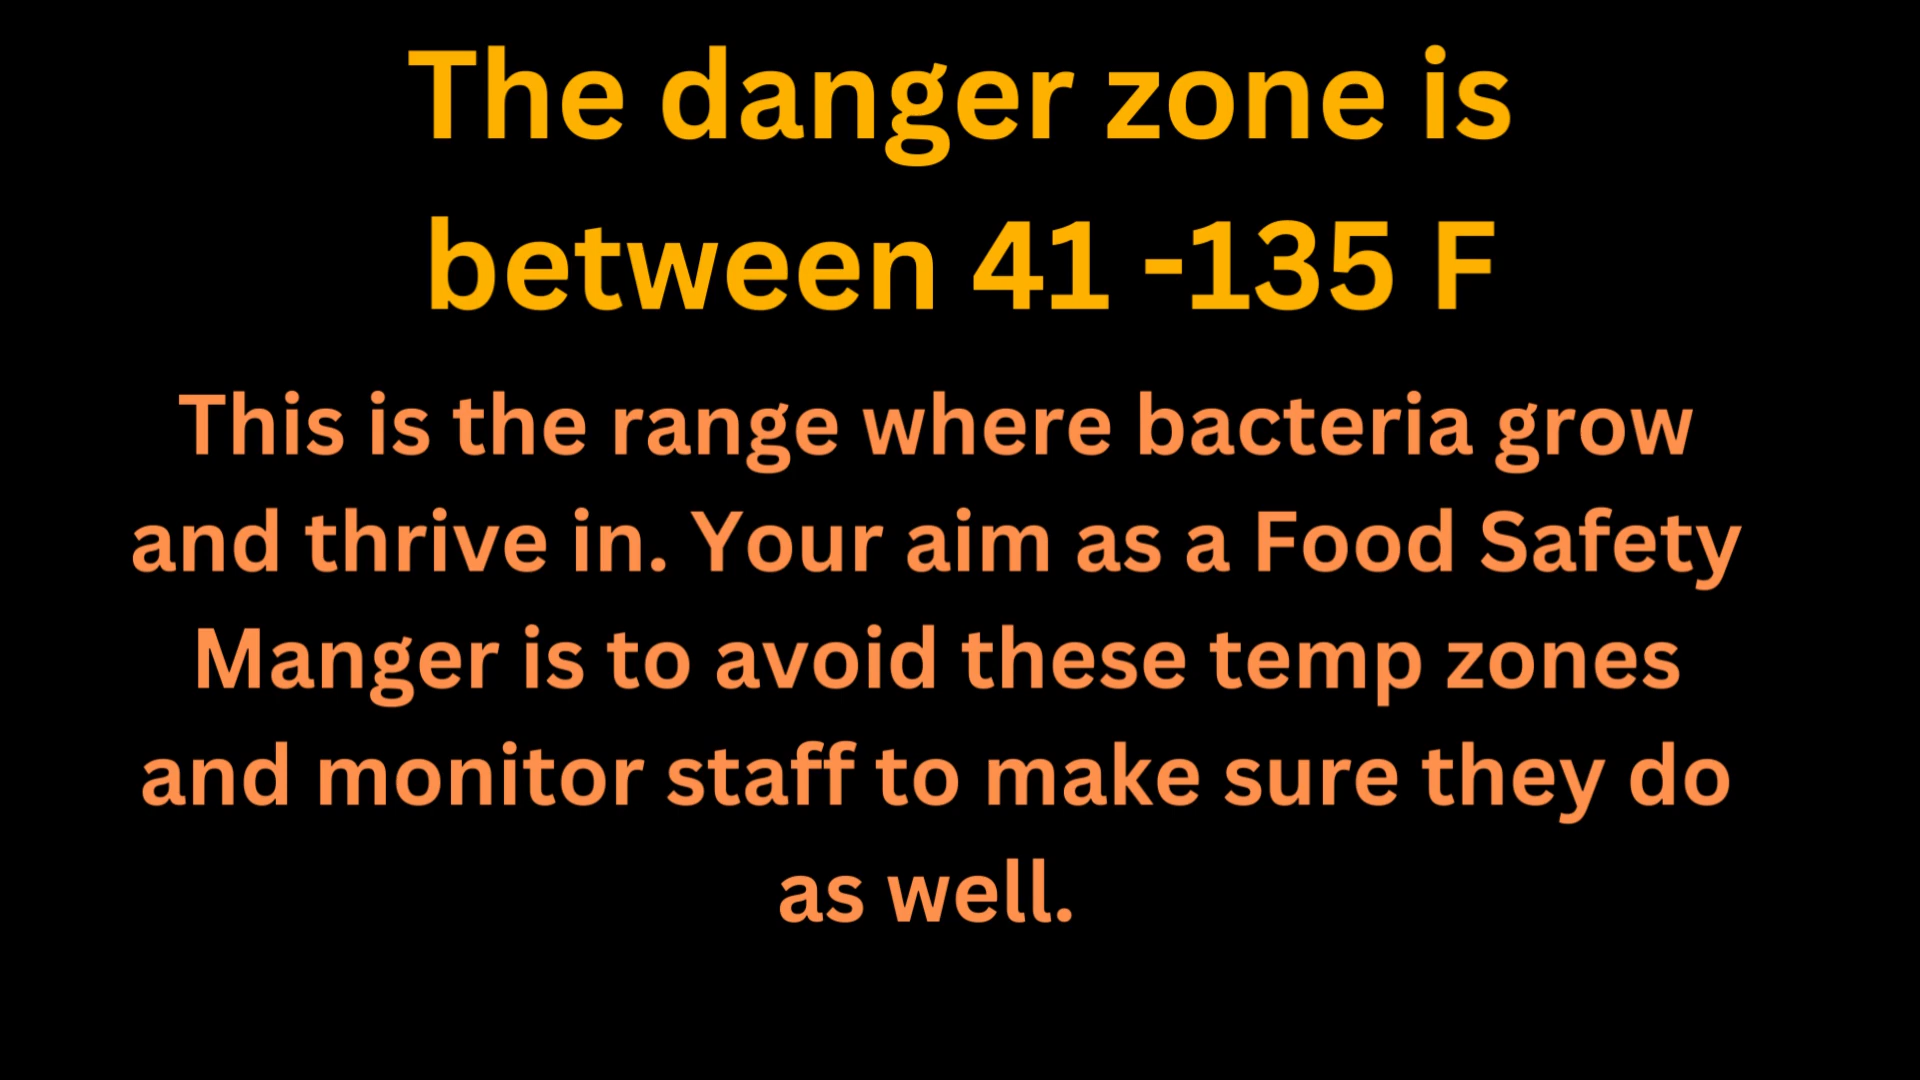 The danger zone is
between 41 -135 F
This is the range where bacteria grow
and thrive in. Your aim as a Food Safety
Manger is to avoid these temp zones
and monitor staff to make sure they do
as well.